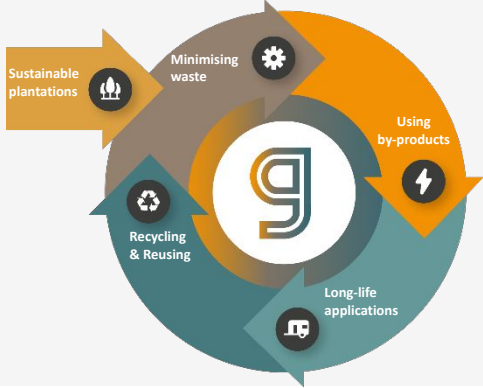 Sustainable
plantations
Minimising
waste
Using
by-products
Long-life
applications
Recycling
& Reusing
g